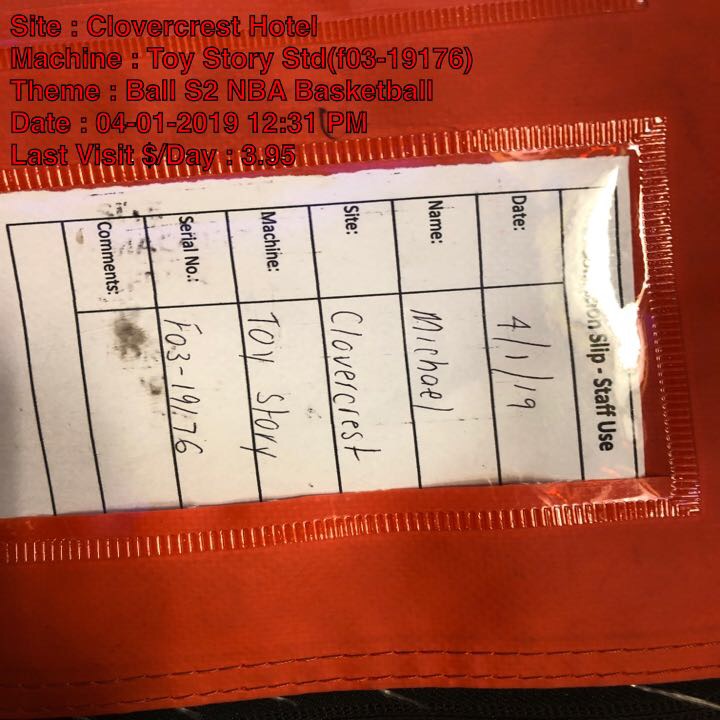 Site : Clovercrest Hotel
Machine : Toy Story Std(f03-19176)
Theme : Ball S2 NBA Basketball
Date : 04-01-2019 12:31 PM
Last Visit $/Day : 3.95
Slip - Staff Use
Date: 4/1/19
Name: Michael
Site: Clovercrest
Machine: Toy Story
Serial No.: F03-19176
Comments: